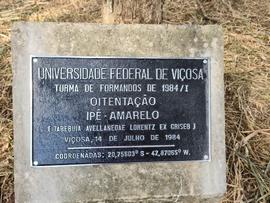 UNIVERSIDADE FEDERAL DE VIÇOSA
TURMA DE FORMANDOS DE 1984/I
OITENTAÇÃO
IPÊ-AMARELO
( TABEBUIA AVELLANEDAE LORENTZ EX GRISEB )
VIÇOSA, 14 DE JULHO DE 1984
COORDENADAS: 20,75803° S - 42,87055° W.